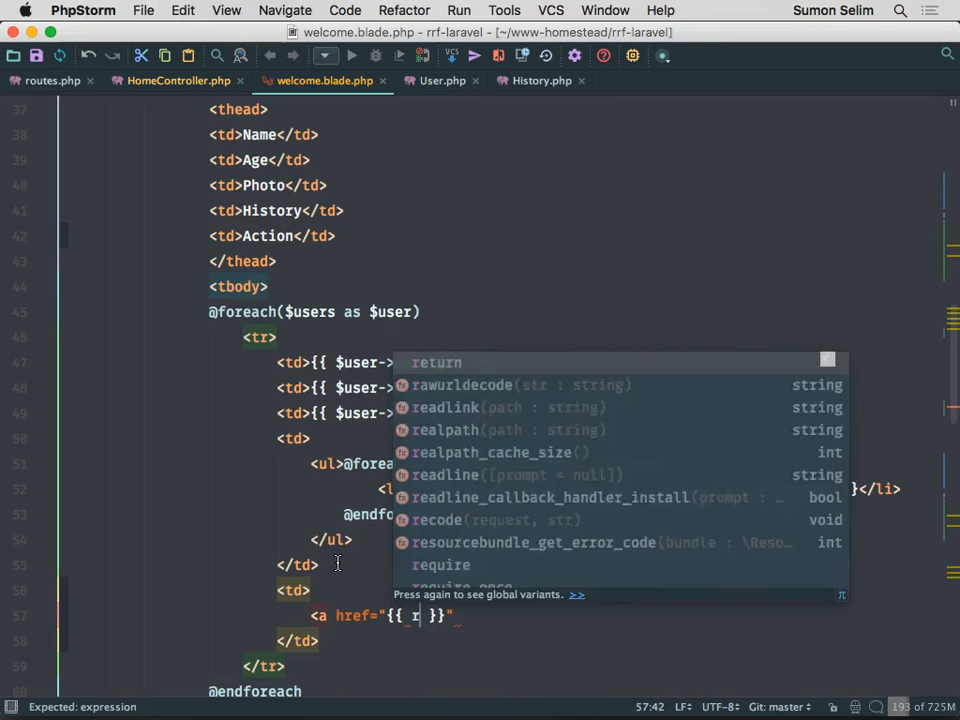 PhpStorm File Edit View Navigate Code Refactor Run Tools VCS Window Help Sumon Selim
welcome.blade.php - rrf-laravel - [~/www-homestead/rrf-laravel]
routes.php HomeController.php welcome.blade.php User.php History.php
37 <thead>
38 <td>Name</td>
39 <td>Age</td>
40 <td>Photo</td>
41 <td>History</td>
42 <td>Action</td>
43 </thead>
44 <tbody>
45 @foreach($users as $user)
46 <tr>
47 <td>{{ $user->
48 <td>{{ $user->
49 <td>{{ $user->
50 <td>
51 <ul>@forea
52 <l }</li>
53 @endfo
54 </ul>
55 </td>
56 <td>
57 <a href="{{ r }}"
58 </td>
59 </tr>
60 @endforeach
return
rawurldecode(str : string) string
readlink(path : string) string
realpath(path : string) string
realpath_cache_size() int
readline([prompt = null]) string
readline_callback_handler_install(prompt : … bool
recode(request, str) void
resourcebundle_get_error_code(bundle : \Reso… int
require
require_once
Press again to see global variants. >> π
Expected: expression 57:42 LF÷ UTF-8÷ Git: master÷ 193 of 725M